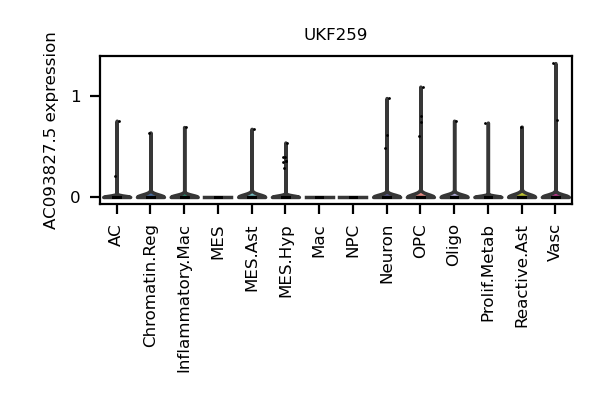 UKF259
AC093827.5 expression
1
0
AC
Chromatin.Reg
Inflammatory.Mac
MES
MES.Ast
MES.Hyp
Mac
NPC
Neuron
OPC
Oligo
Prolif.Metab
Reactive.Ast
Vasc